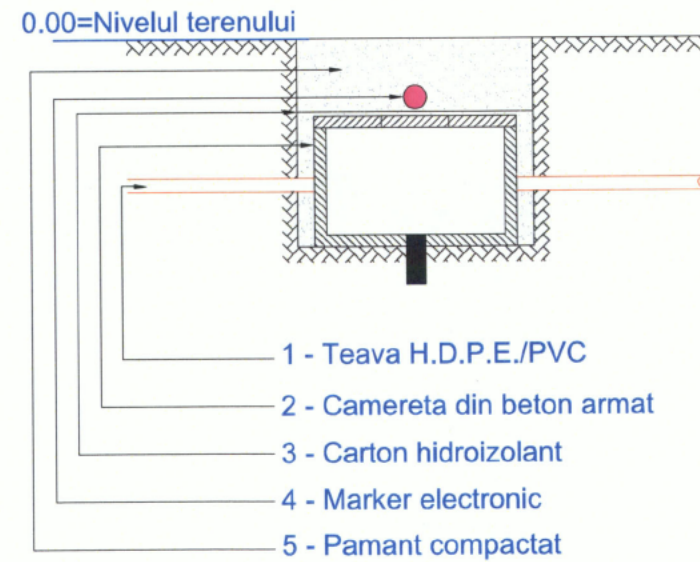 0.00=Nivelul terenului
1 - Teava H.D.P.E./PVC
2 - Camereta din beton armat
3 - Carton hidroizolant
4 - Marker electronic
5 - Pamant compactat